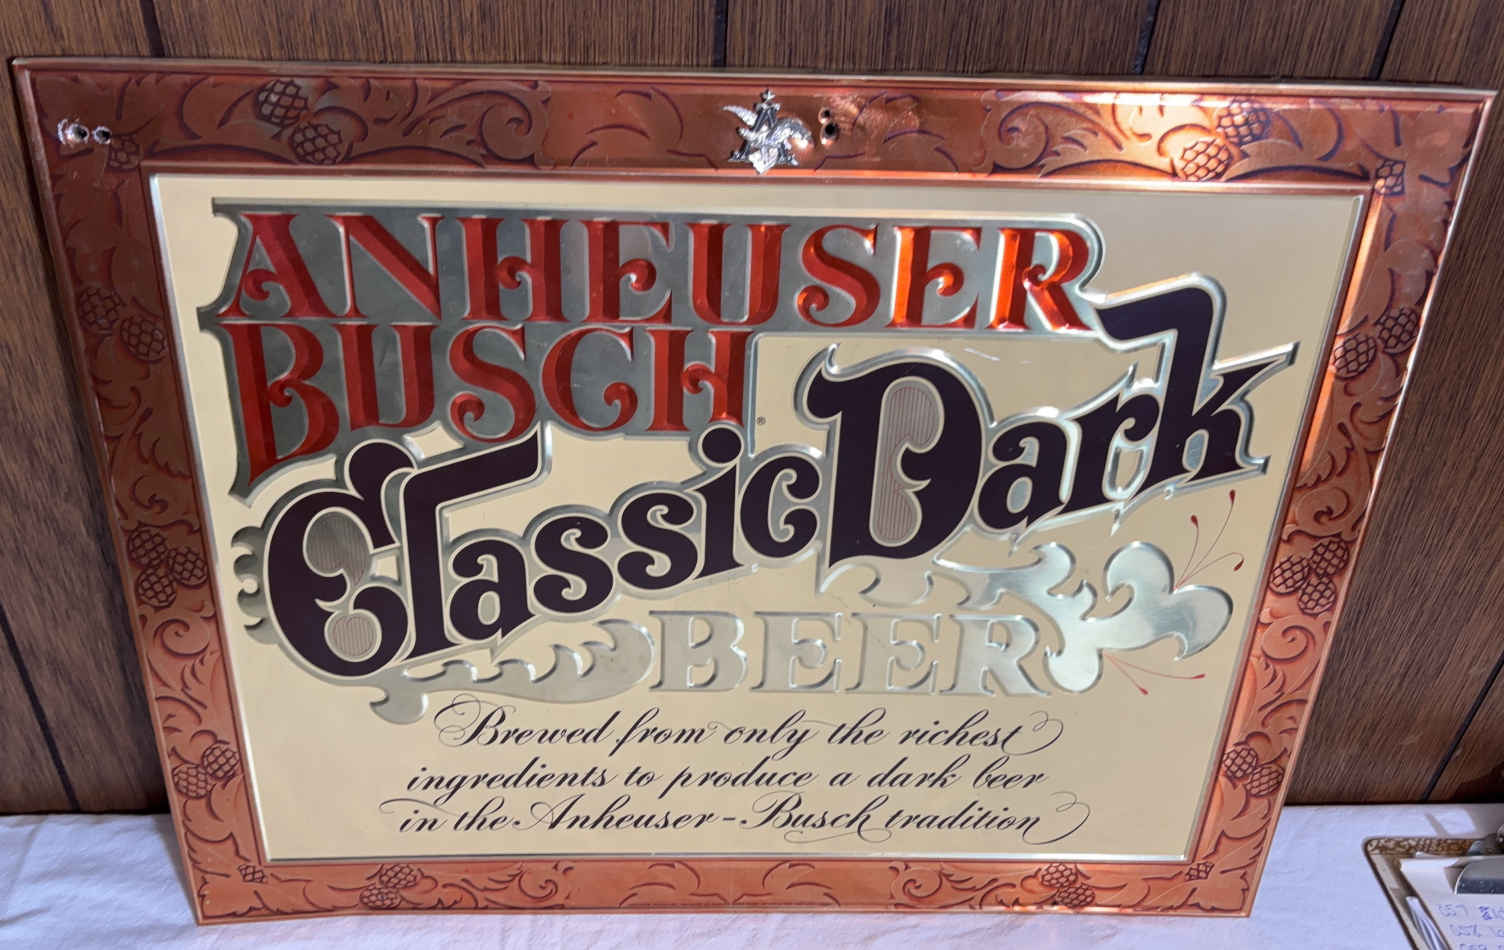 ANHEUSER
BUSCH®
Classic Dark
BEER
Brewed from only the richest
ingredients to produce a dark beer
in the Anheuser-Busch tradition